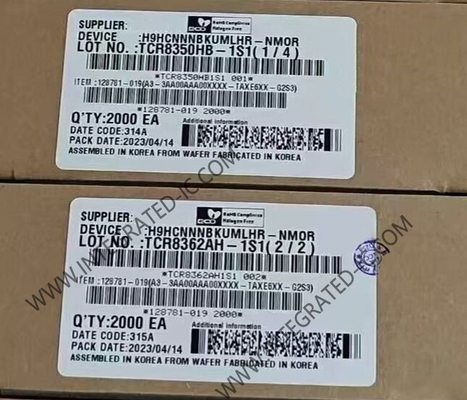 SUPPLIER:
RoHS Compliance
Halogen Free
ECO
DEVICE :H9HCNNNBKUMLHR-NMOR
LOT NO. :TCR8350HB-1S1(1/4)
*TCR8350HB1S1 001*
ITEM :128781-019(A3-3AA00AAA00XXXX-TAXE6XX-G2S3)
*128781-019 2000*
Q'TY:2000 EA Additional information
DATE CODE:314A
PACK DATE:2023/04/14
ASSEMBLED IN KOREA FROM WAFER FABRICATED IN KOREA
SUPPLIER:
RoHS Compliance
Halogen Free
ECO
DEVICE :H9HCNNNBKUMLHR-NMOR
LOT NO. :TCR8362AH-1S1(2/2)
*TCR8362AH1S1 002*
ITEM :128781-019(A3-3AA00AAA00XXXX-TAXE6XX-G2S3)
*128781-019 2000*
Q'TY:2000 EA Additional information
DATE CODE:315A
PACK DATE:2023/04/14
ASSEMBLED IN KOREA FROM WAFER FABRICATED IN KOREA
WWW.INTEGRATED-IC.COM